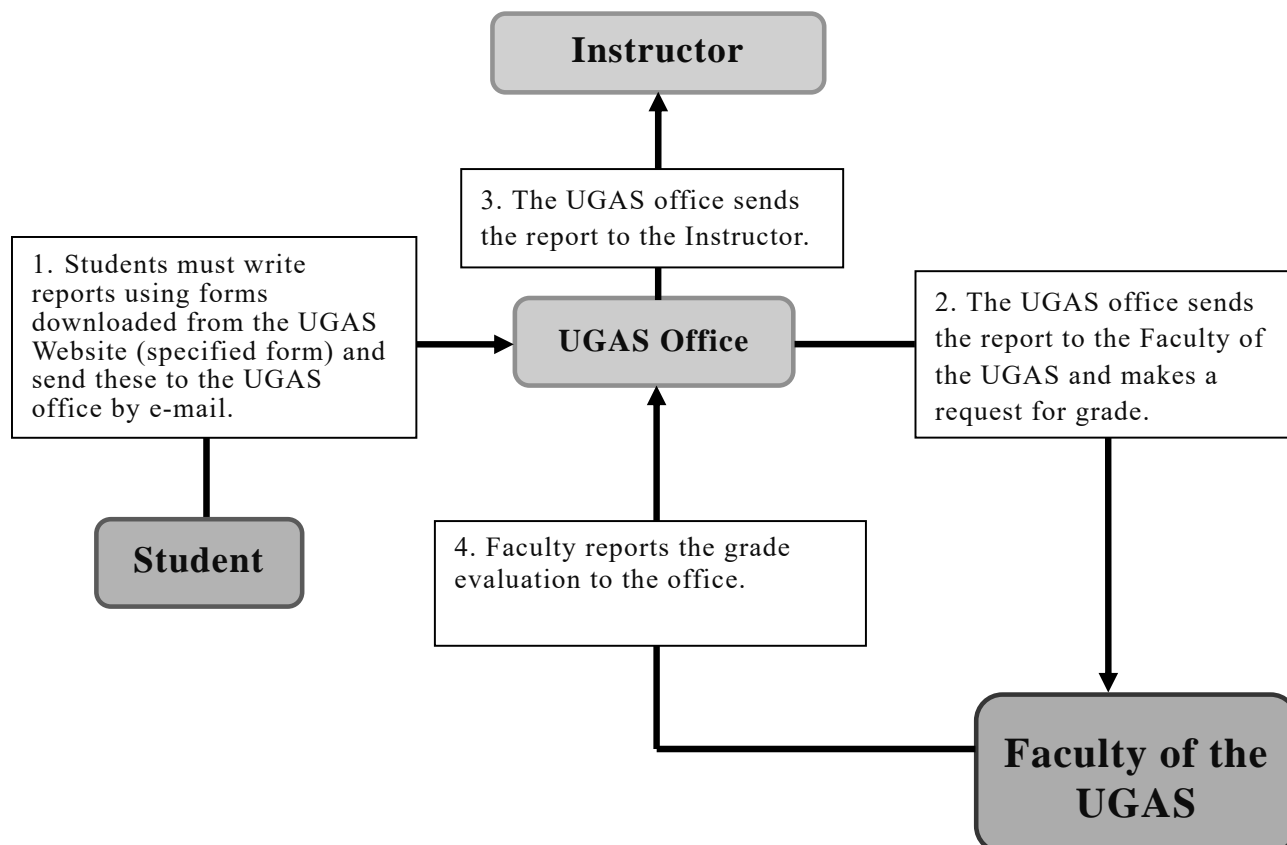 Instructor
3. The UGAS office sends
the report to the Instructor.
1. Students must write
reports using forms
downloaded from the UGAS
Website (specified form) and
send these to the UGAS
office by e-mail.
UGAS Office
2. The UGAS office sends
the report to the Faculty of
the UGAS and makes a
request for grade.
Student
4. Faculty reports the grade
evaluation to the office.
Faculty of the
UGAS